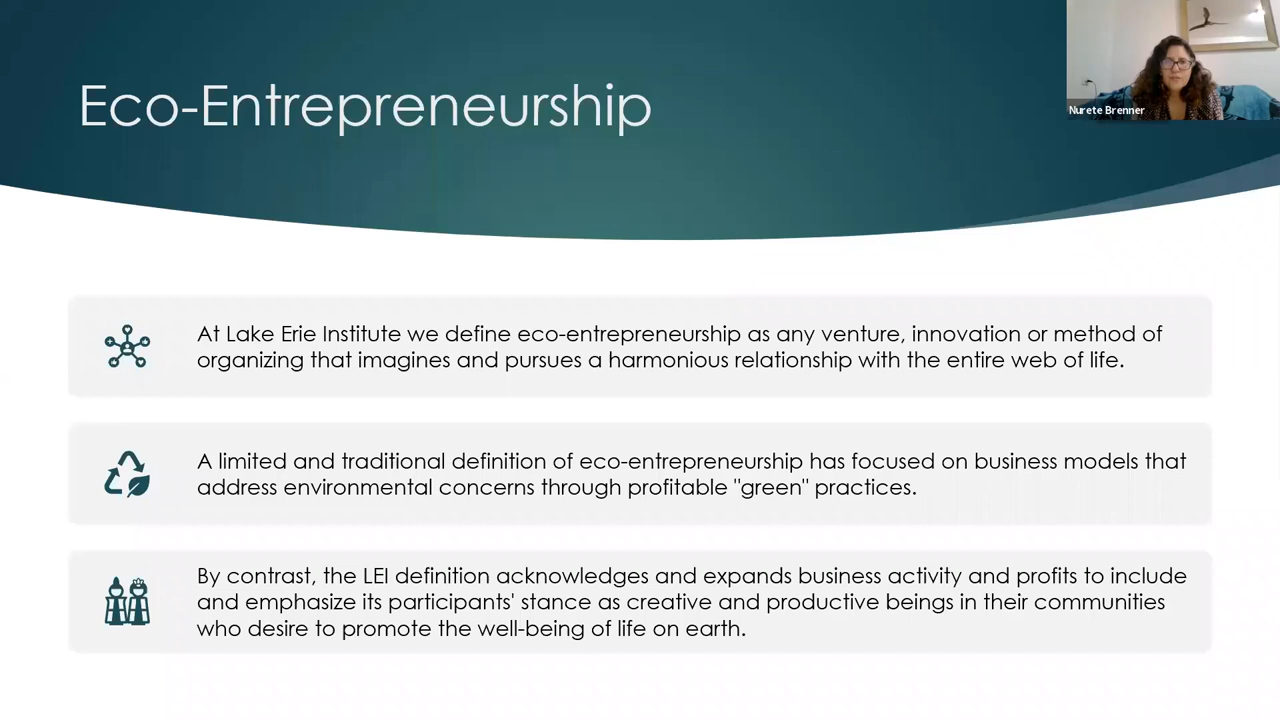 Eco-Entrepreneurship
Nurete Brenner
At Lake Erie Institute we define eco-entrepreneurship as any venture, innovation or method of
organizing that imagines and pursues a harmonious relationship with the entire web of life.
A limited and traditional definition of eco-entrepreneurship has focused on business models that
address environmental concerns through profitable "green" practices.
By contrast, the LEI definition acknowledges and expands business activity and profits to include
and emphasize its participants' stance as creative and productive beings in their communities
who desire to promote the well-being of life on earth.